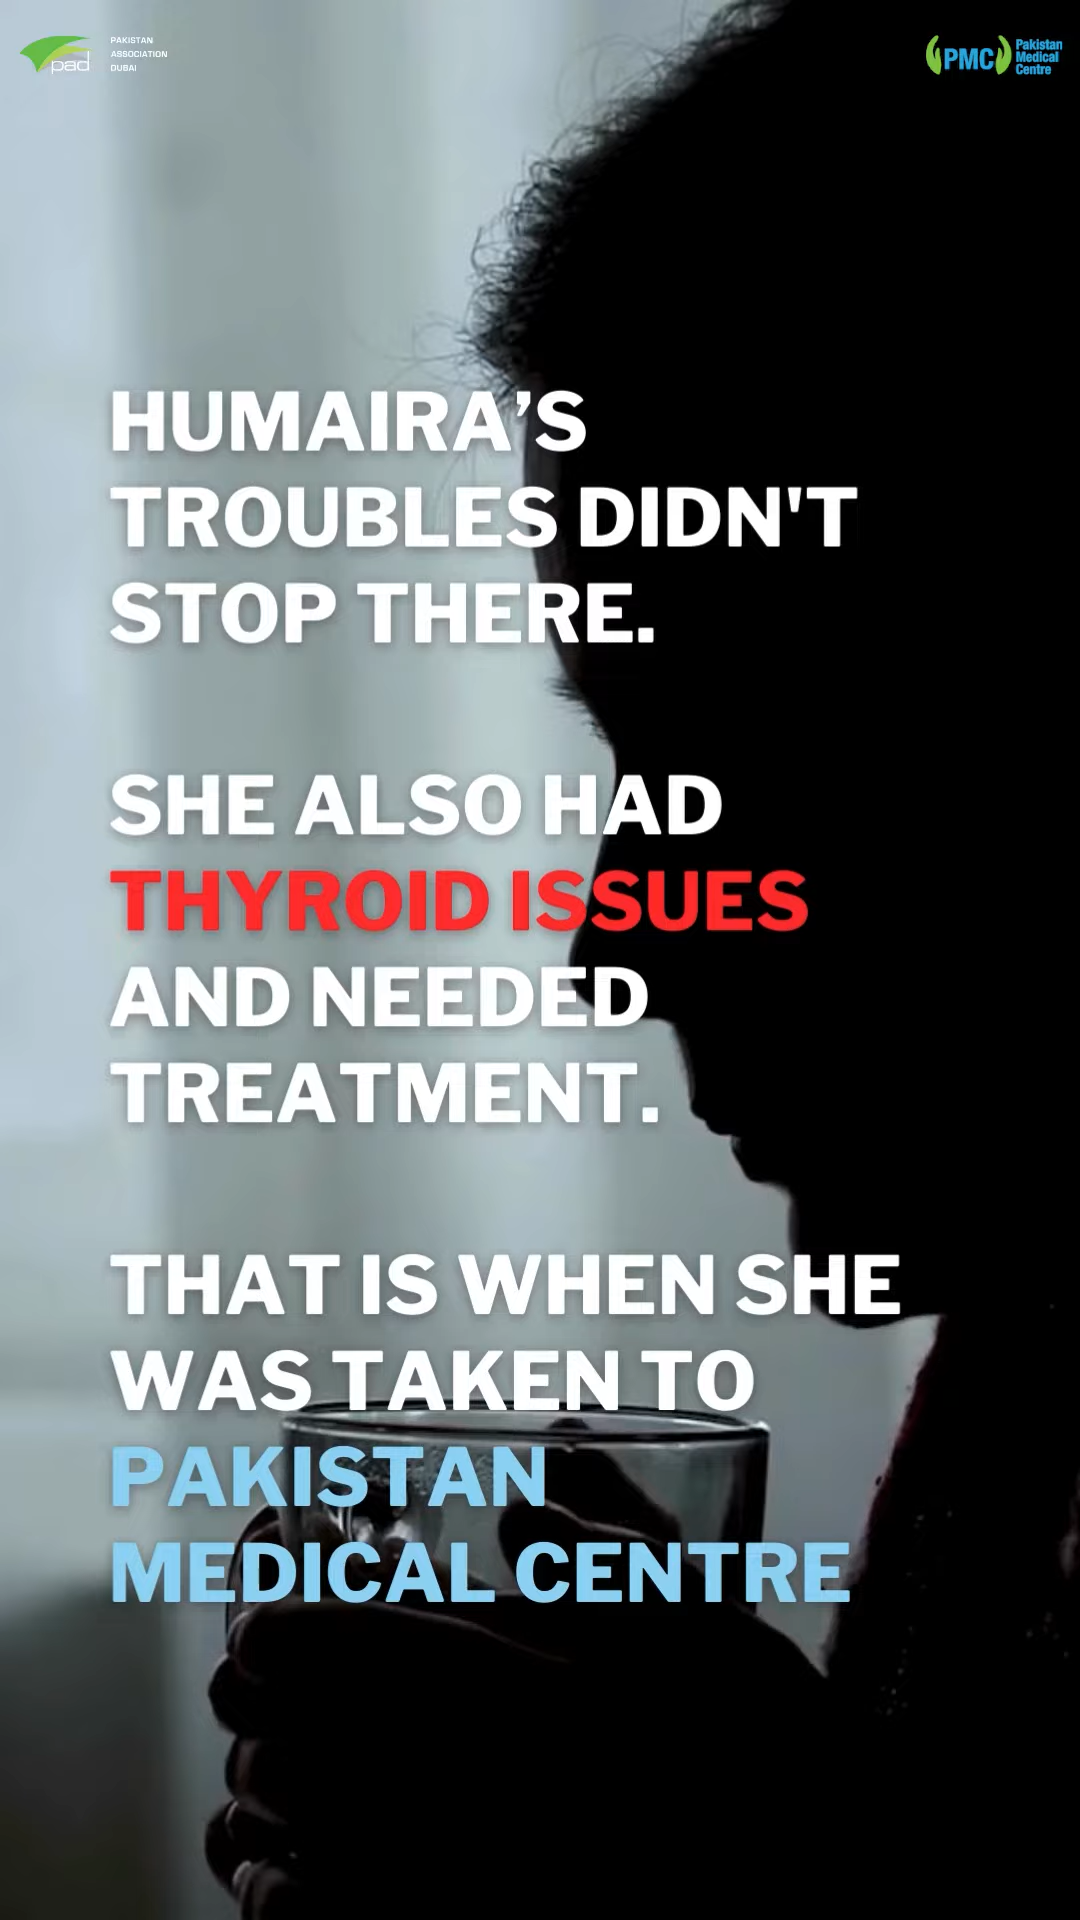 pad
PAKISTAN
ASSOCIATION
DUBAI
PMC
Pakistan
Medical
Centre
HUMAIRA’S
TROUBLES DIDN'T
STOP THERE.
SHE ALSO HAD
THYROID ISSUES
AND NEEDED
TREATMENT.
THAT IS WHEN SHE
WAS TAKEN TO
PAKISTAN
MEDICAL CENTRE